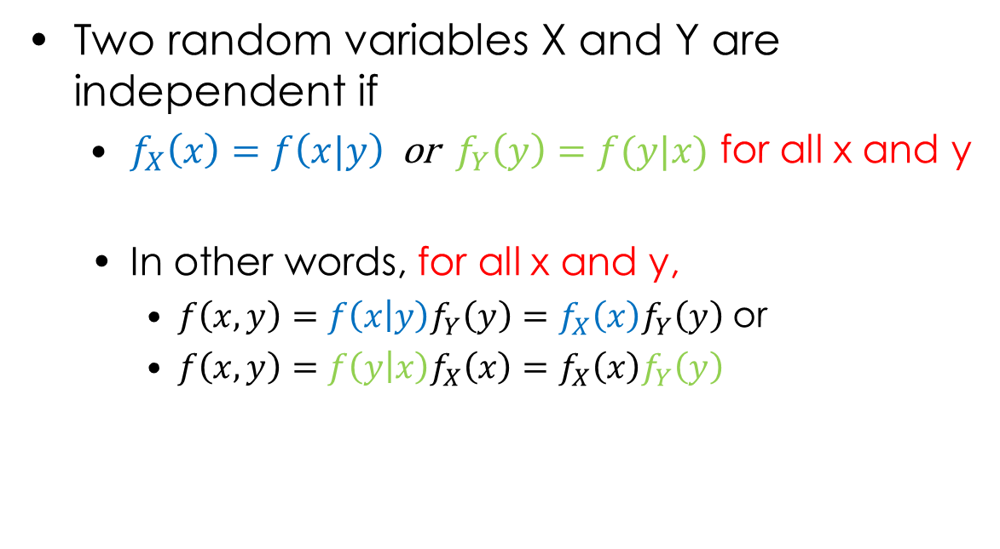 • Two random variables X and Y are
independent if
• f_X(x) = f(x|y) or f_Y(y) = f(y|x) for all x and y
• In other words, for all x and y,
• f(x, y) = f(x|y)f_Y(y) = f_X(x)f_Y(y) or
• f(x, y) = f(y|x)f_X(x) = f_X(x)f_Y(y)